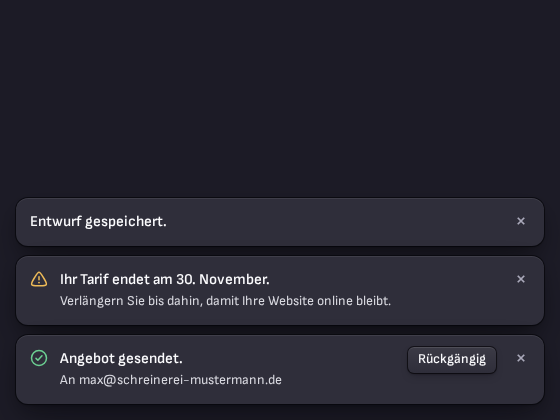 Entwurf gespeichert.
Ihr Tarif endet am 30. November.
Verlängern Sie bis dahin, damit Ihre Website online bleibt.
Angebot gesendet.
Rückgängig
An max@schreinerei-mustermann.de